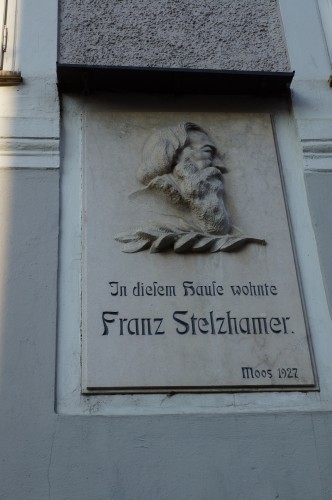 In dieſem Hauſe wohnte
Franz Stelzhamer.
Moos 1927